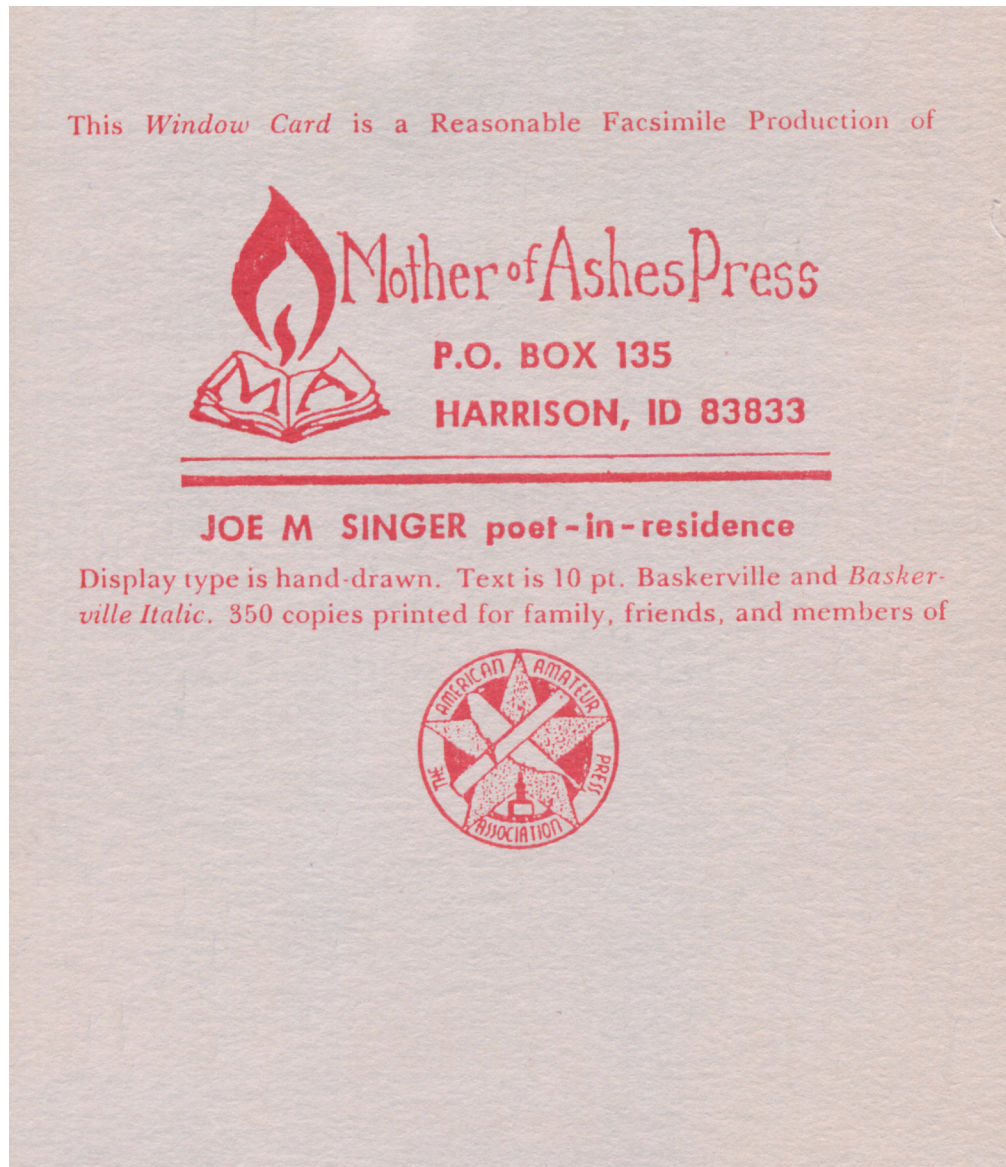 This Window Card is a Reasonable Facsimile Production of
Mother of Ashes Press
MA
P.O. BOX 135
HARRISON, ID 83833
JOE M SINGER poet-in-residence
Display type is hand-drawn. Text is 10 pt. Baskerville and Basker-
ville Italic. 350 copies printed for family, friends, and members of
THE AMERICAN AMATEUR PRESS
ASSOCIATION